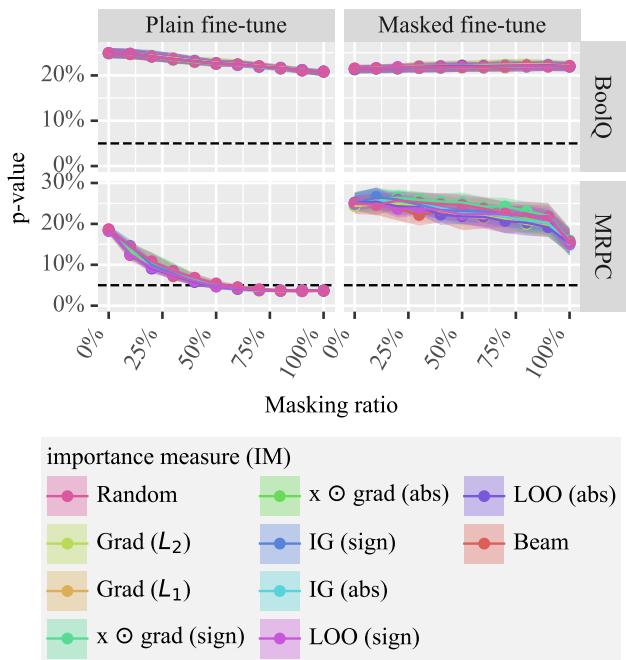 Plain fine-tune
Masked fine-tune
20%
10%
0%
BoolQ
30%
20%
10%
0%
MRPC
p-value
0%
25%
50%
75%
100%
0%
25%
50%
75%
100%
Masking ratio
importance measure (IM)
Random
Grad (L₂)
Grad (L₁)
x ⊙ grad (sign)
x ⊙ grad (abs)
IG (sign)
IG (abs)
LOO (sign)
LOO (abs)
Beam